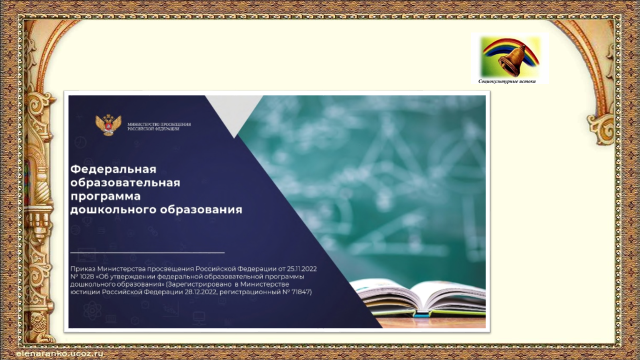 Социокультурные истоки
МИНИСТЕРСТВО ПРОСВЕЩЕНИЯ
РОССИЙСКОЙ ФЕДЕРАЦИИ
Федеральная
образовательная
программа
дошкольного образования
Приказ Министерства просвещения Российской Федерации от 25.11.2022
№ 1028 «Об утверждении федеральной образовательной программы
дошкольного образования» (Зарегистрировано в Министерстве
юстиции Российской Федерации 28.12.2022, регистрационный № 71847)
elenaranko.ucoz.ru